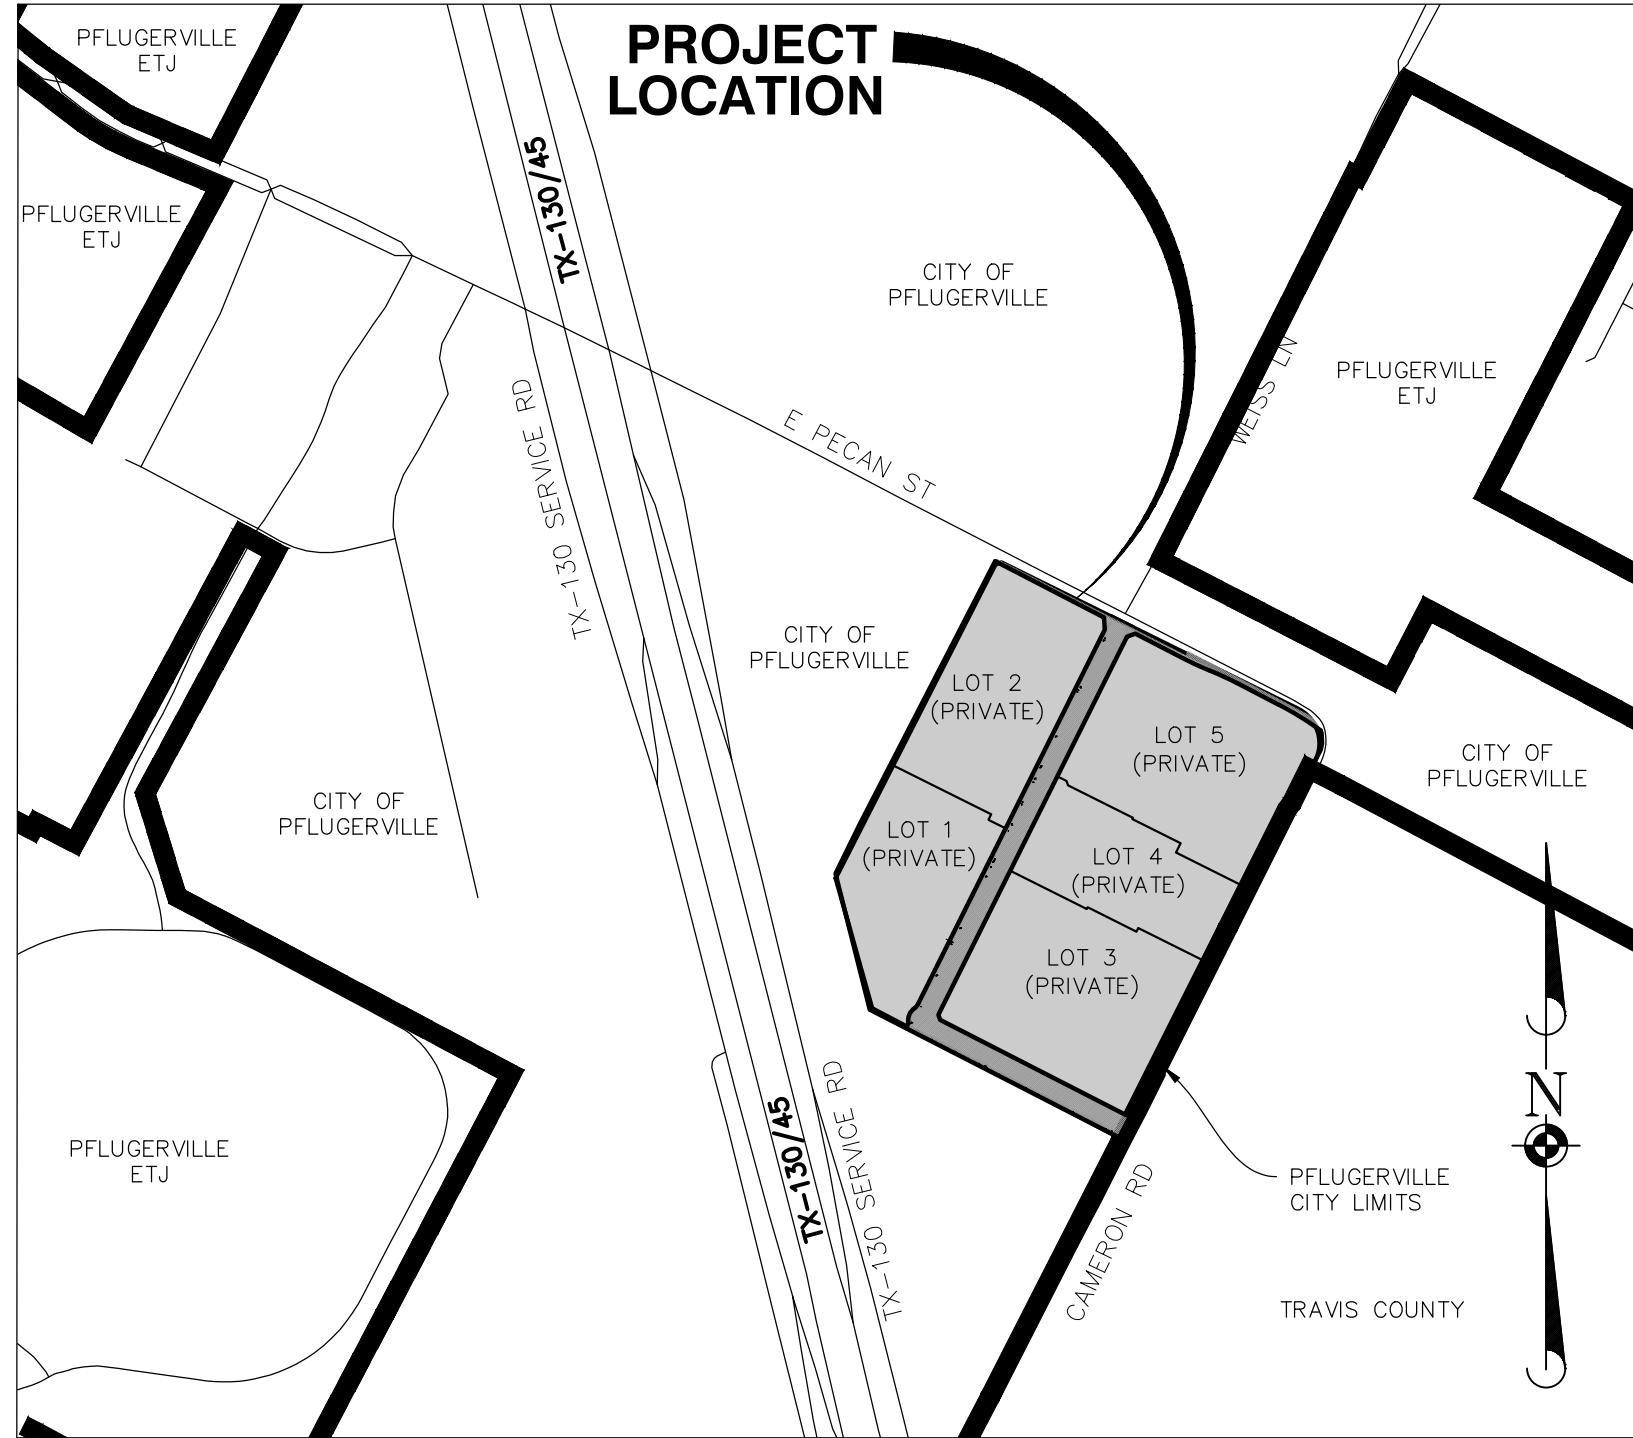 PFLUGERVILLE
ETJ
PROJECT
LOCATION
TX-130/45
PFLUGERVILLE
ETJ
CITY OF
PFLUGERVILLE
WEISS LN
PFLUGERVILLE
ETJ
TX-130 SERVICE RD
E PECAN ST
CITY OF
PFLUGERVILLE
LOT 2
(PRIVATE)
LOT 5
(PRIVATE)
CITY OF
PFLUGERVILLE
CITY OF
PFLUGERVILLE
LOT 1
(PRIVATE)
LOT 4
(PRIVATE)
LOT 3
(PRIVATE)
N
TX-130/45
TX-130 SERVICE RD
PFLUGERVILLE
ETJ
CAMERON RD
PFLUGERVILLE
CITY LIMITS
TRAVIS COUNTY